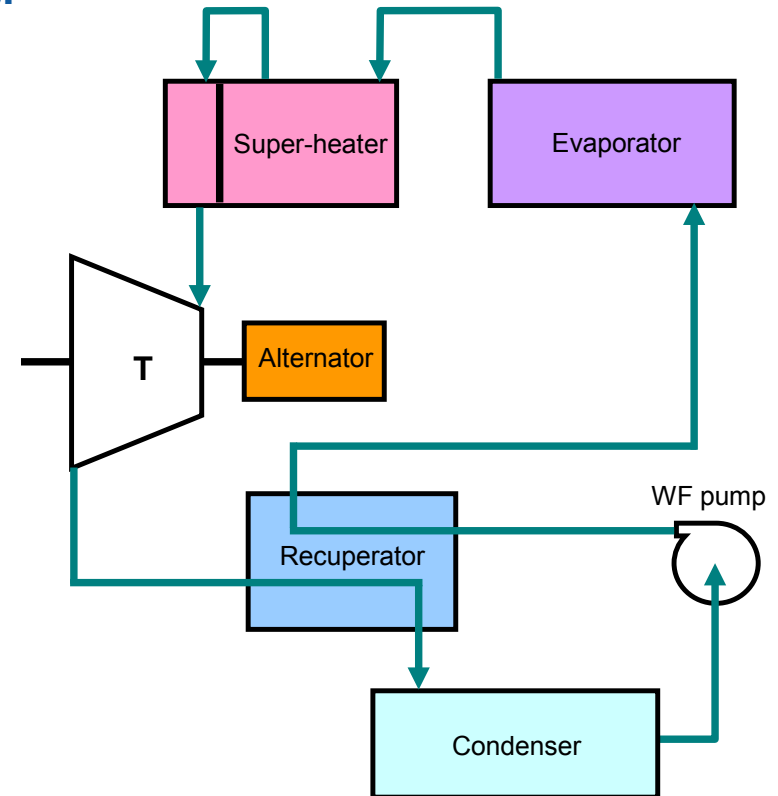 Super-heater
Evaporator
T
Alternator
WF pump
Recuperator
Condenser